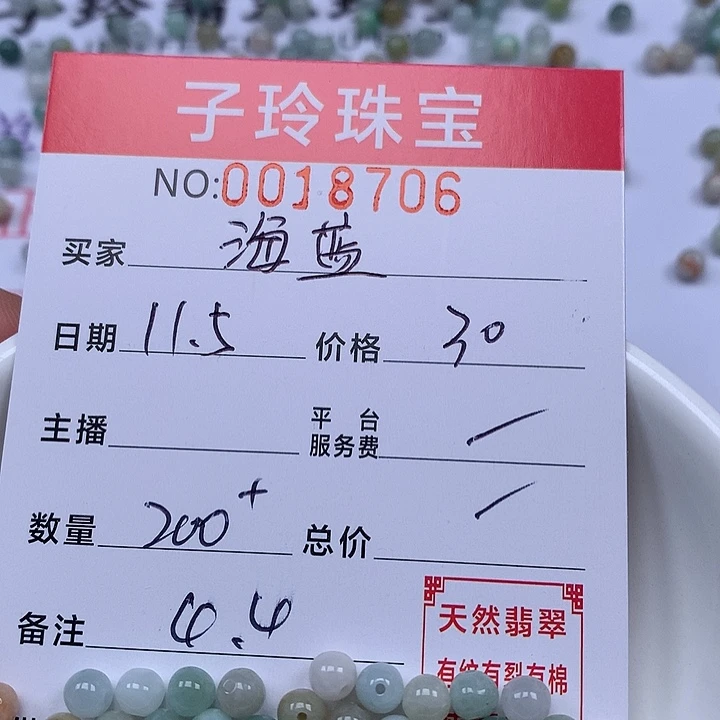 子玲珠宝
NO:0018706
买家 海蓝
日期 11.5 价格 30
主播 平台服务费 /
数量 200+ 总价 /
备注 4.4
天然翡翠
有纹有裂有棉